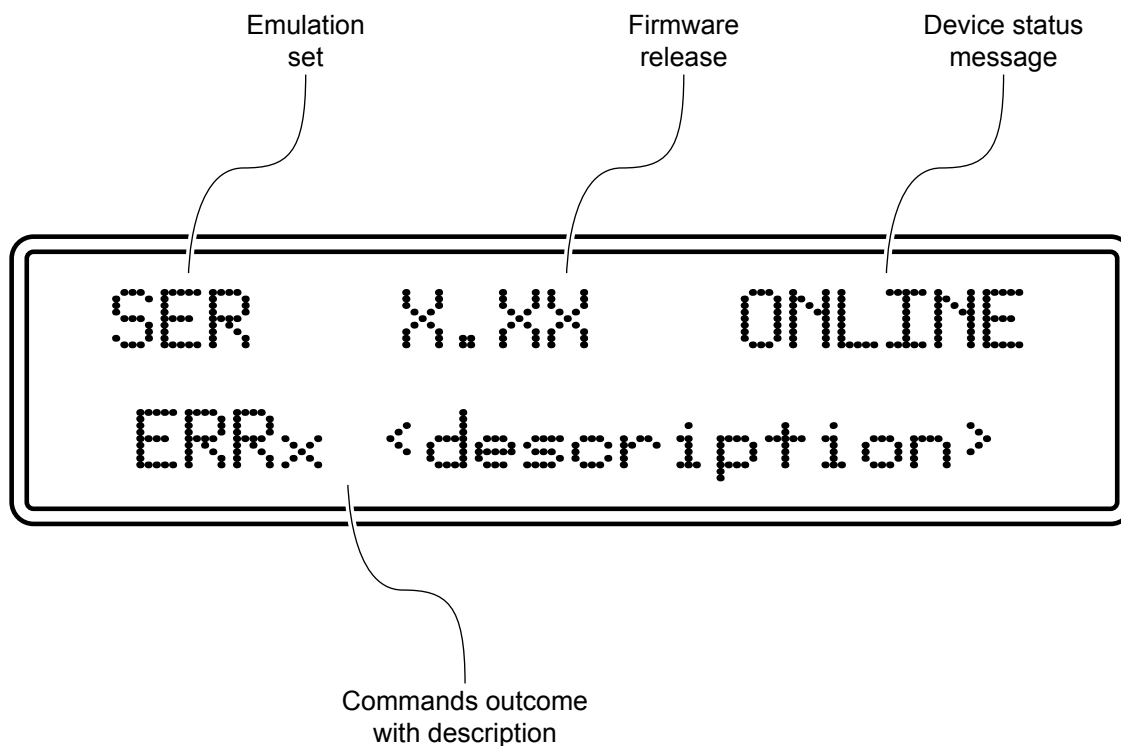 Emulation
set
Firmware
release
Device status
message
SER X.XX ONLINE
ERRx <description>
Commands outcome
with description